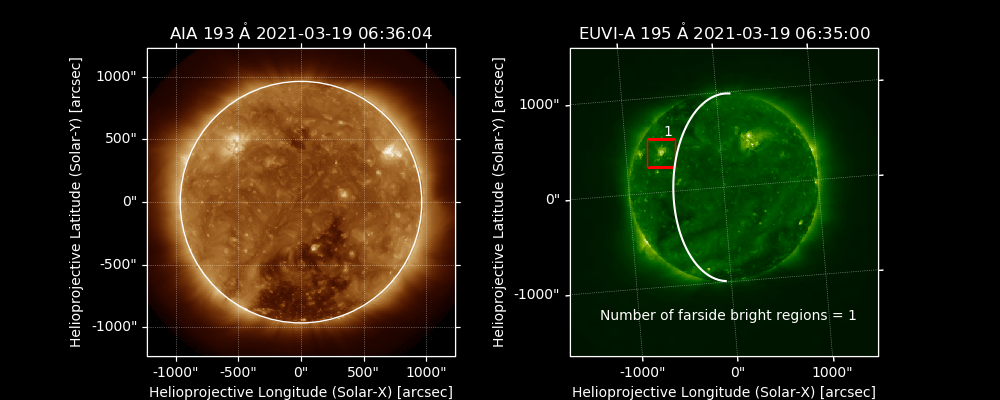 AIA 193 Å 2021-03-19 06:36:04
Helioprojective Latitude (Solar-Y) [arcsec]
1000"
500"
0"
-500"
-1000"
-1000"
-500"
0"
500"
1000"
Helioprojective Longitude (Solar-X) [arcsec]
EUVI-A 195 Å 2021-03-19 06:35:00
Helioprojective Latitude (Solar-Y) [arcsec]
1000"
0"
-1000"
1
Number of farside bright regions = 1
-1000"
0"
1000"
Helioprojective Longitude (Solar-X) [arcsec]